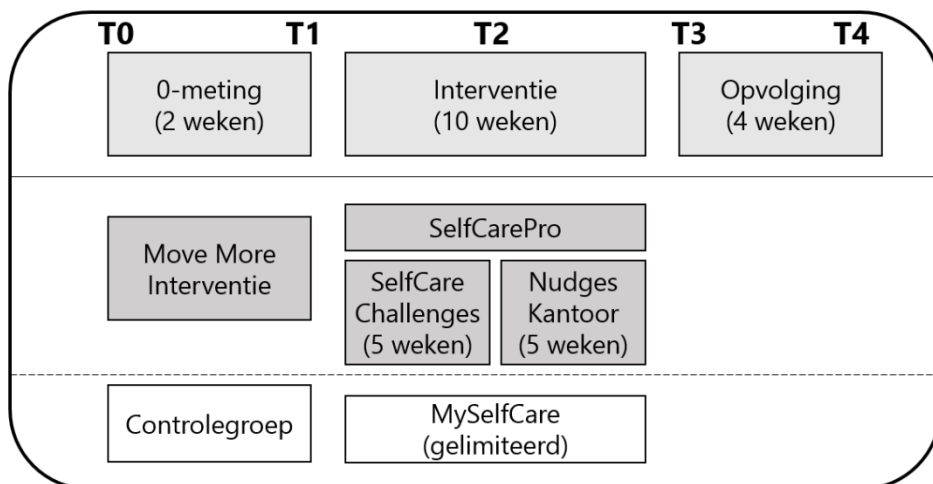 T0 T1 T2 T3 T4
0-meting
(2 weken)
Interventie
(10 weken)
Opvolging
(4 weken)
Move More
Interventie
SelfCarePro
SelfCare
Challenges
(5 weken)
Nudges
Kantoor
(5 weken)
Controlegroep
MySelfCare
(gelimiteerd)